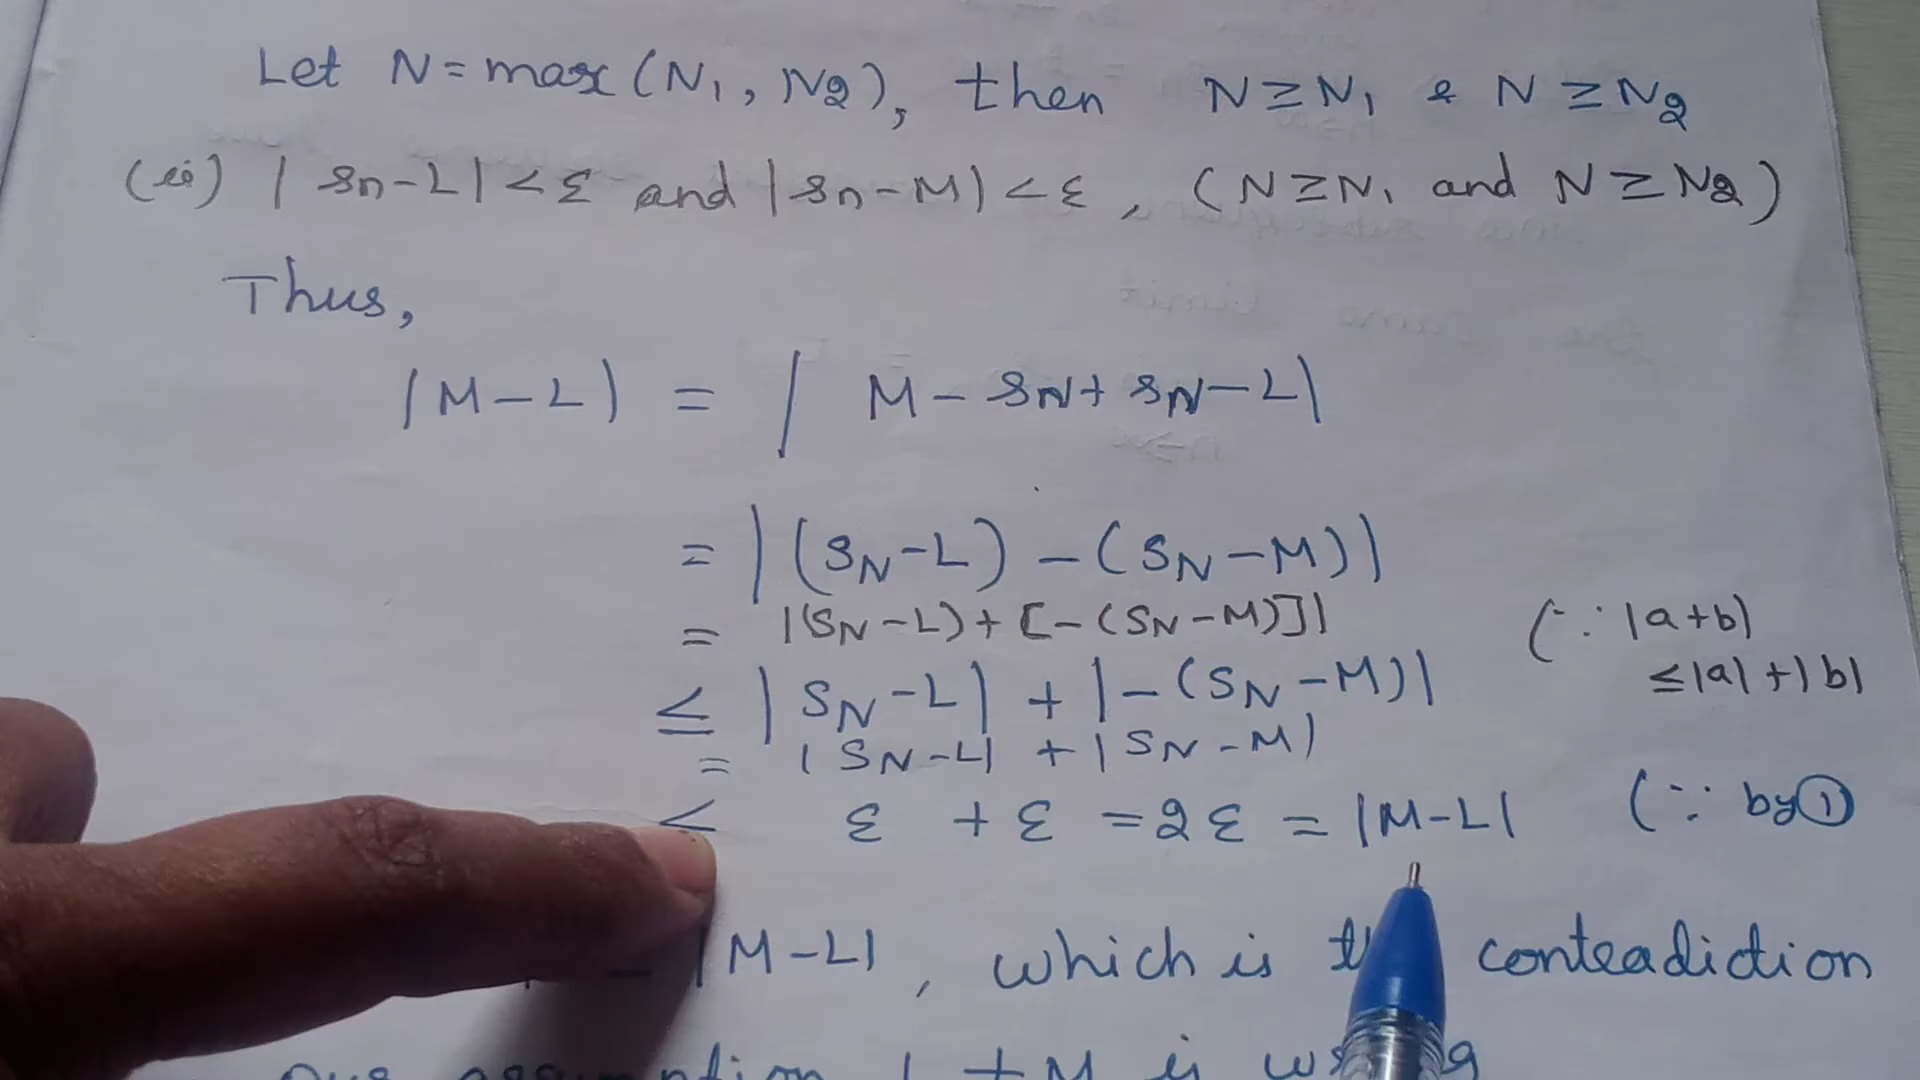 Let N = max (N1, N2), then N ≥ N1 & N ≥ N2
(ii) |sn-L| < ε and |sn-M| < ε, (N ≥ N1 and N ≥ N2)
Thus,
|M-L| = | M - sN + sN - L|
= |(SN-L) - (SN-M)|
= |(SN-L) + [-(SN-M)]|
(∵ |a+b|
≤ |a|+|b|
≤ |SN-L| + |-(SN-M)|
= |SN-L| + |SN-M|
< ε + ε = 2ε = |M-L| (∵ by ①
|M-L|, which is contradiction
L ≠ M is